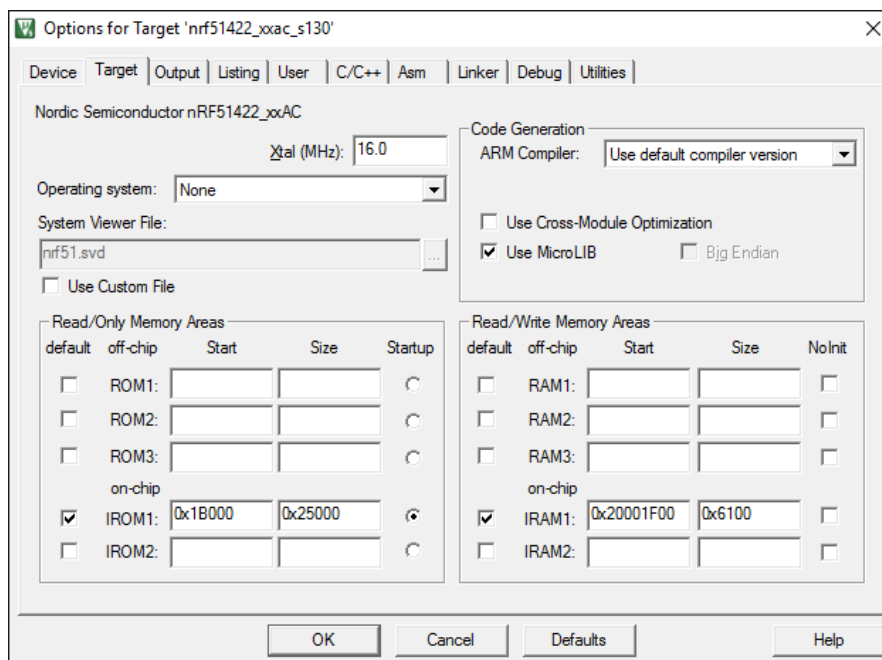 Options for Target 'nrf51422_xxac_s130'
Device Target Output Listing User C/C++ Asm Linker Debug Utilities
Nordic Semiconductor nRF51422_xxAC
Xtal (MHz): 16.0
Operating system: None
System Viewer File:
nrf51.svd ...
Use Custom File
Code Generation
ARM Compiler: Use default compiler version
Use Cross-Module Optimization
Use MicroLIB Big Endian
Read/Only Memory Areas
default off-chip Start Size Startup
ROM1:
ROM2:
ROM3:
on-chip
IROM1: 0x1B000 0x25000
IROM2:
Read/Write Memory Areas
default off-chip Start Size NoInit
RAM1:
RAM2:
RAM3:
on-chip
IRAM1: 0x20001F00 0x6100
IRAM2:
OK Cancel Defaults Help